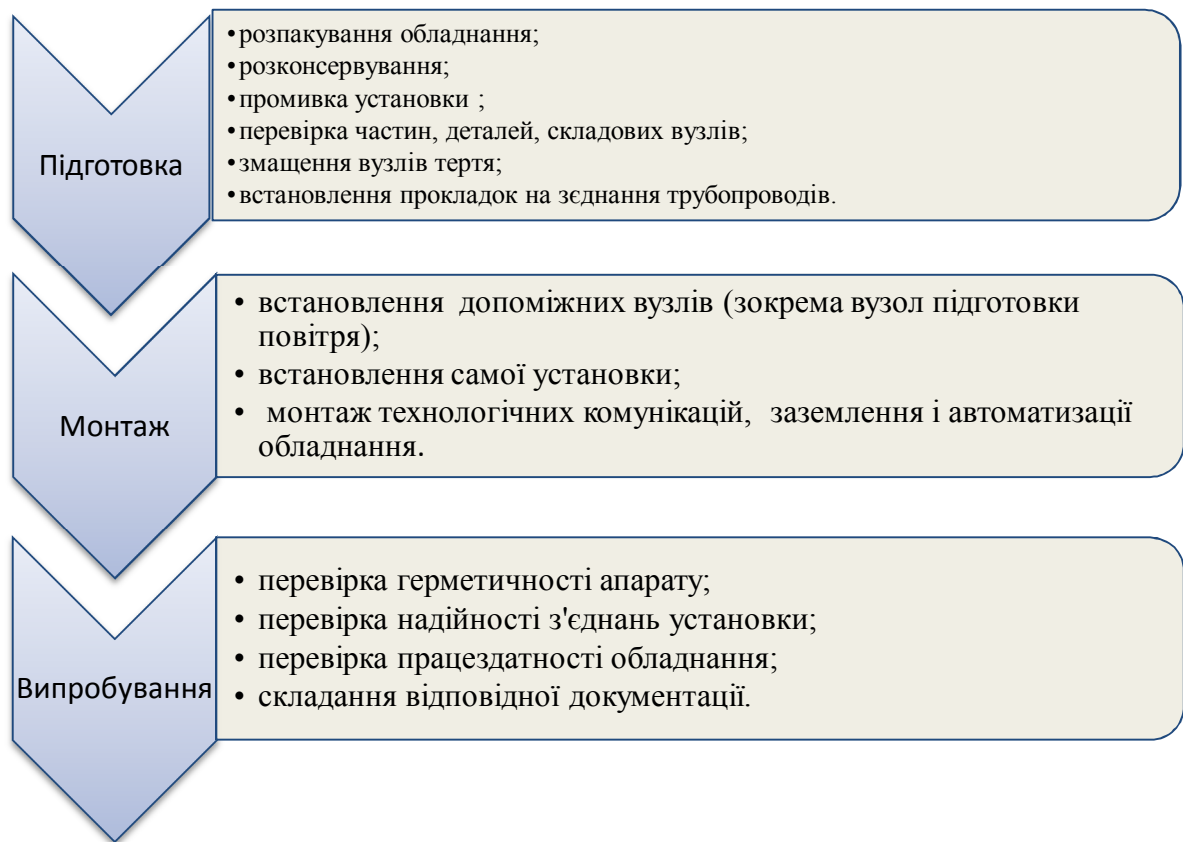 Підготовка
•розпакування обладнання;
•розконсервування;
•промивка установки ;
•перевірка частин, деталей, складових вузлів;
•змащення вузлів тертя;
•встановлення прокладок на зєднання трубопроводів.
Монтаж
• встановлення допоміжних вузлів (зокрема вузол підготовки
повітря);
• встановлення самої установки;
• монтаж технологічних комунікацій, заземлення і автоматизації
обладнання.
Випробування
• перевірка герметичності апарату;
• перевірка надійності з'єднань установки;
• перевірка працездатності обладнання;
• складання відповідної документації.